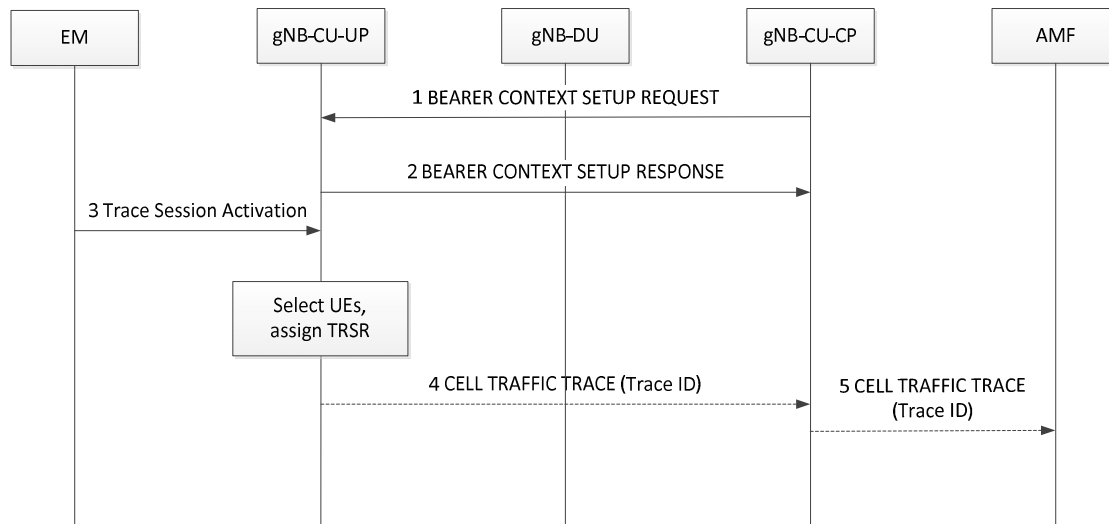 EM
gNB-CU-UP
gNB-DU
gNB-CU-CP
AMF
1 BEARER CONTEXT SETUP REQUEST
2 BEARER CONTEXT SETUP RESPONSE
3 Trace Session Activation
Select UEs,
assign TRSR
4 CELL TRAFFIC TRACE (Trace ID)
5 CELL TRAFFIC TRACE
(Trace ID)